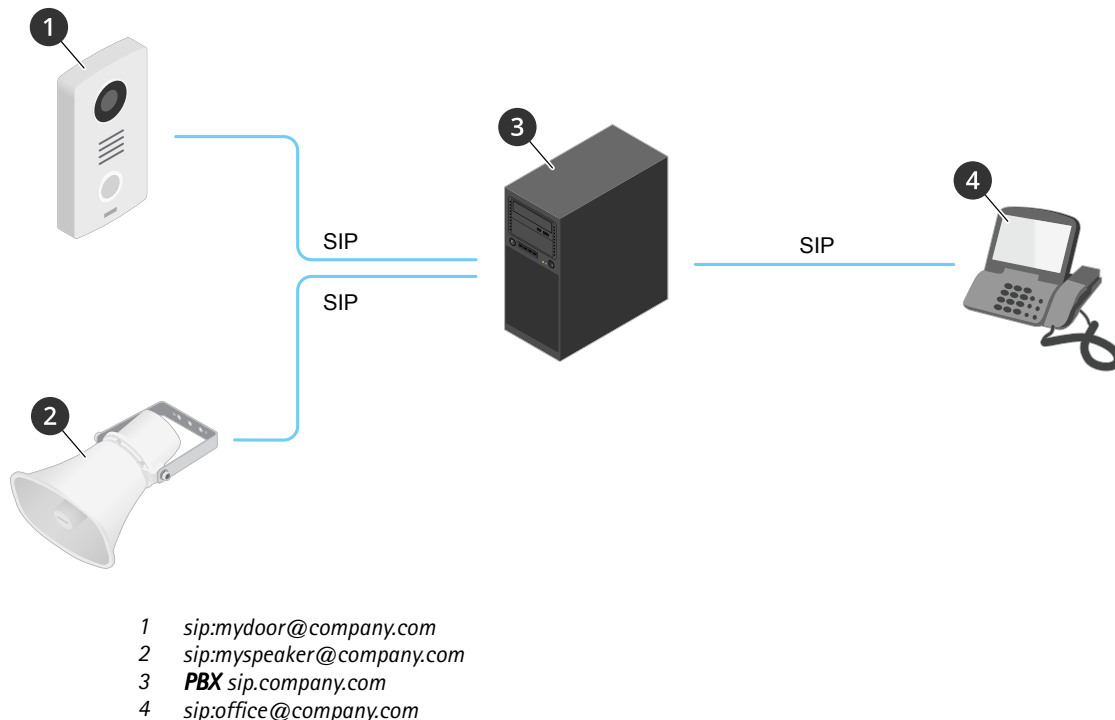 1
3
4
SIP
SIP
SIP
2
1 sip:mydoor@company.com
2 sip:myspeaker@company.com
3 PBX sip.company.com
4 sip:office@company.com